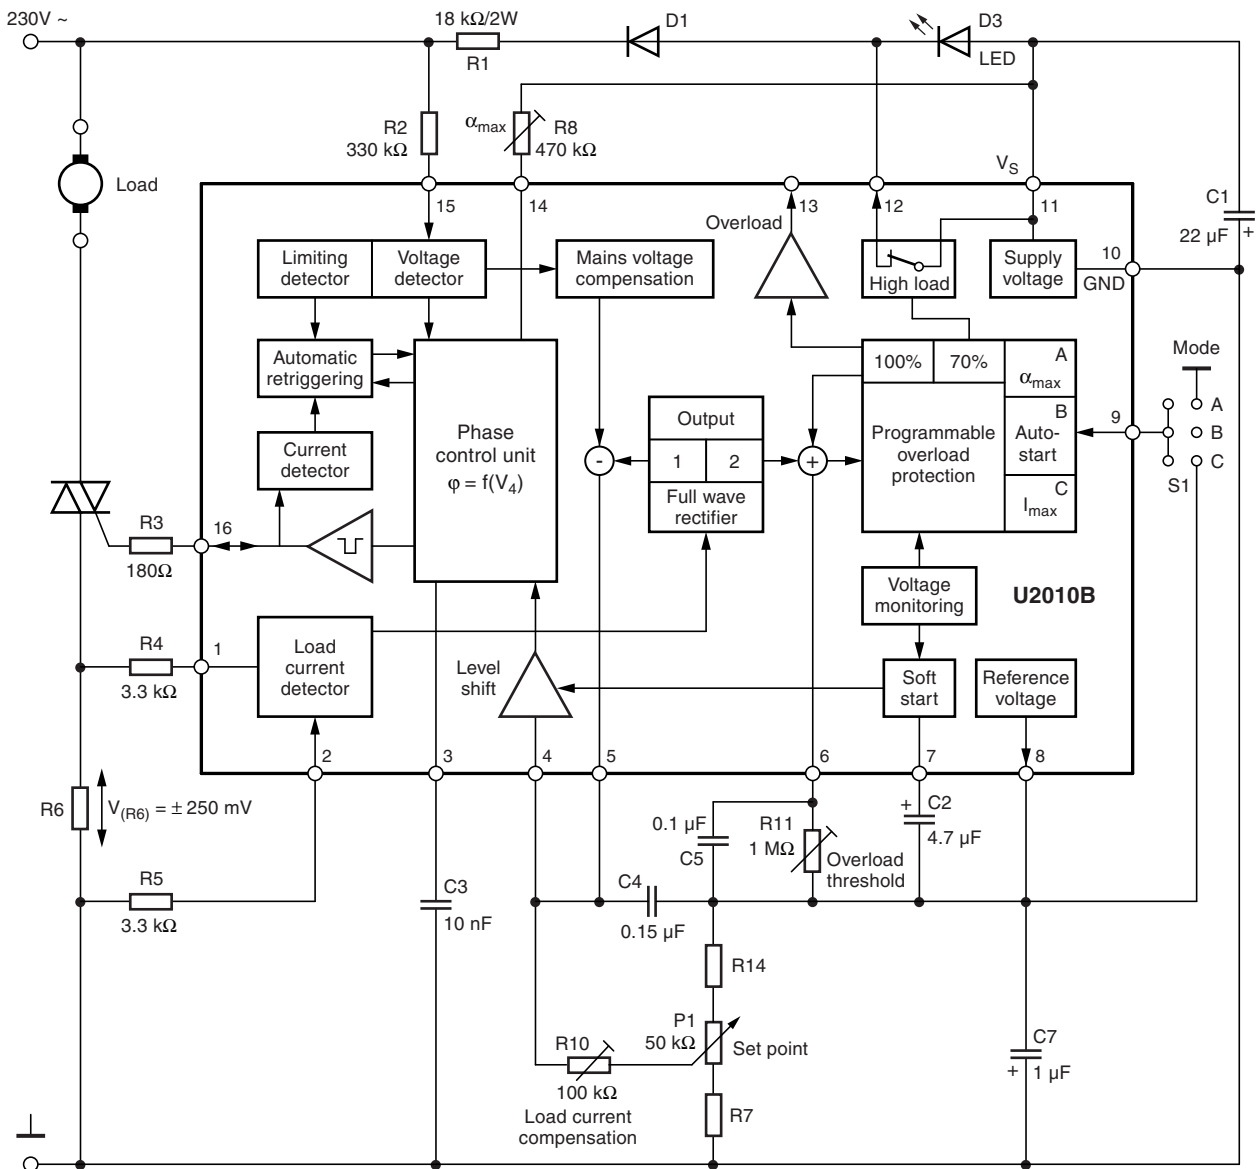 230V ~
18 kΩ/2W
R1
D1
D3
LED
R2
330 kΩ
αmax
R8
470 kΩ
Load
VS
C1
22 µF
+
15
14
13
12
11
10
GND
Overload
Limiting
detector
Voltage
detector
Mains voltage
compensation
High load
Supply
voltage
Automatic
retriggering
Phase
control unit
φ = f(V4)
Current
detector
100%
70%
A
αmax
B
Auto-
start
C
Imax
Programmable
overload
protection
Output
1
2
Full wave
rectifier
-
+
Mode
A
B
C
S1
9
R3
180Ω
16
Voltage
monitoring
U2010B
R4
3.3 kΩ
1
Load
current
detector
Level
shift
Soft
start
Reference
voltage
2
3
4
5
6
7
8
R6
V(R6) = ± 250 mV
0.1 µF
C5
R11
1 MΩ
Overload
threshold
+
C2
4.7 µF
R5
3.3 kΩ
C3
10 nF
C4
0.15 µF
R14
P1
50 kΩ
Set point
R10
100 kΩ
Load current
compensation
R7
C7
1 µF
+